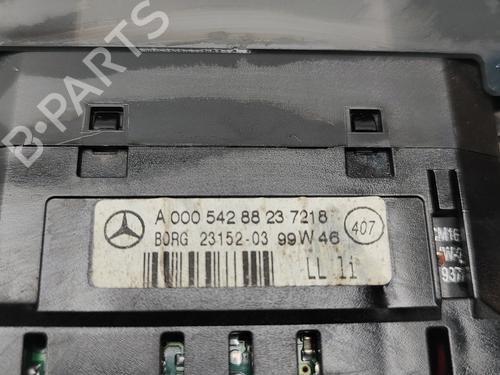 B-PARTS
A 000 542 88 23 7218
BORG 23152-03 99W46
407
LL 11